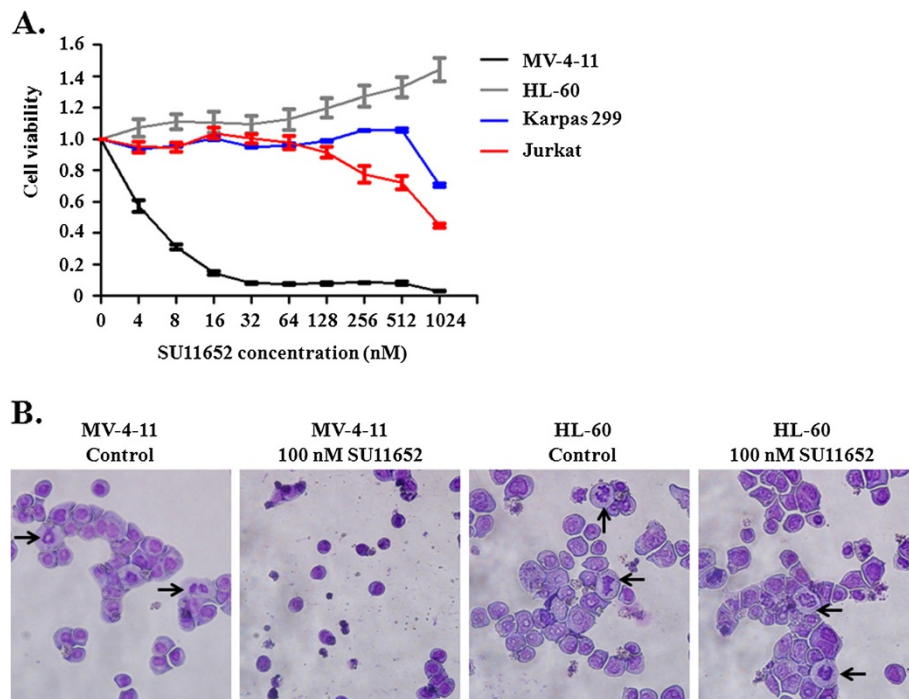 A.
1.6
1.4
1.2
1.0
0.8
0.6
0.4
0.2
0
Cell viability
0 4 8 16 32 64 128 256 512 1024
SU11652 concentration (nM)
MV-4-11
HL-60
Karpas 299
Jurkat
B.
MV-4-11
Control
MV-4-11
100 nM SU11652
HL-60
Control
HL-60
100 nM SU11652